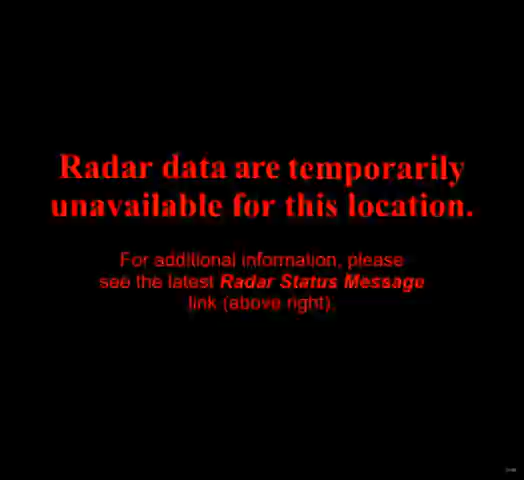 Radar data are temporarily
unavailable for this location.
For additional information, please
see the latest Radar Status Message
link (above right).